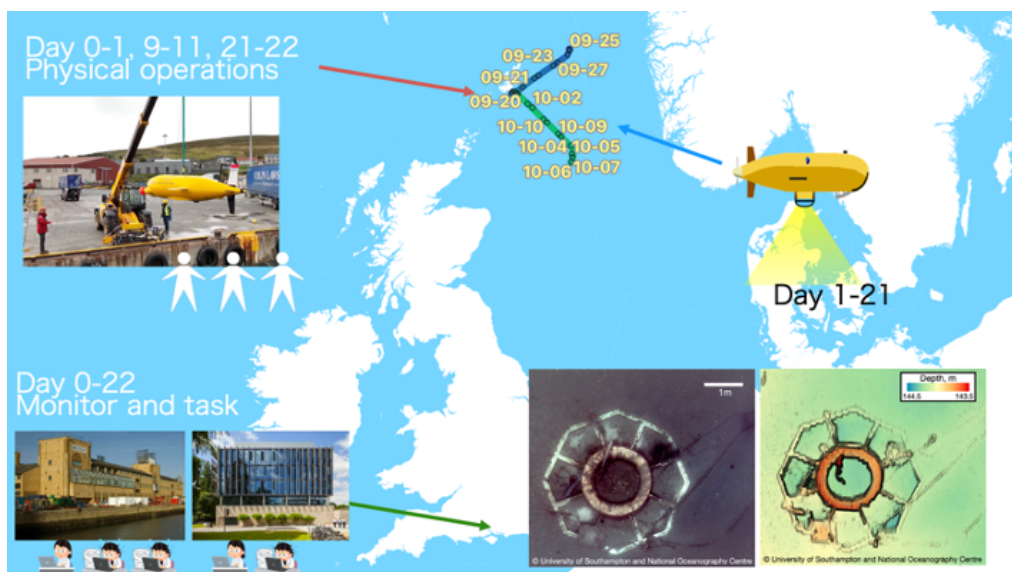 Day 0-1, 9-11, 21-22
Physical operations
09-25
09-23
09-27
09-21
09-20
10-02
10-10
10-09
10-04
10-05
10-06
10-07
Day 1-21
Day 0-22
Monitor and task
1m
Depth, m
144.5
143.5
© University of Southampton and National Oceanography Centre
© University of Southampton and National Oceanography Centre